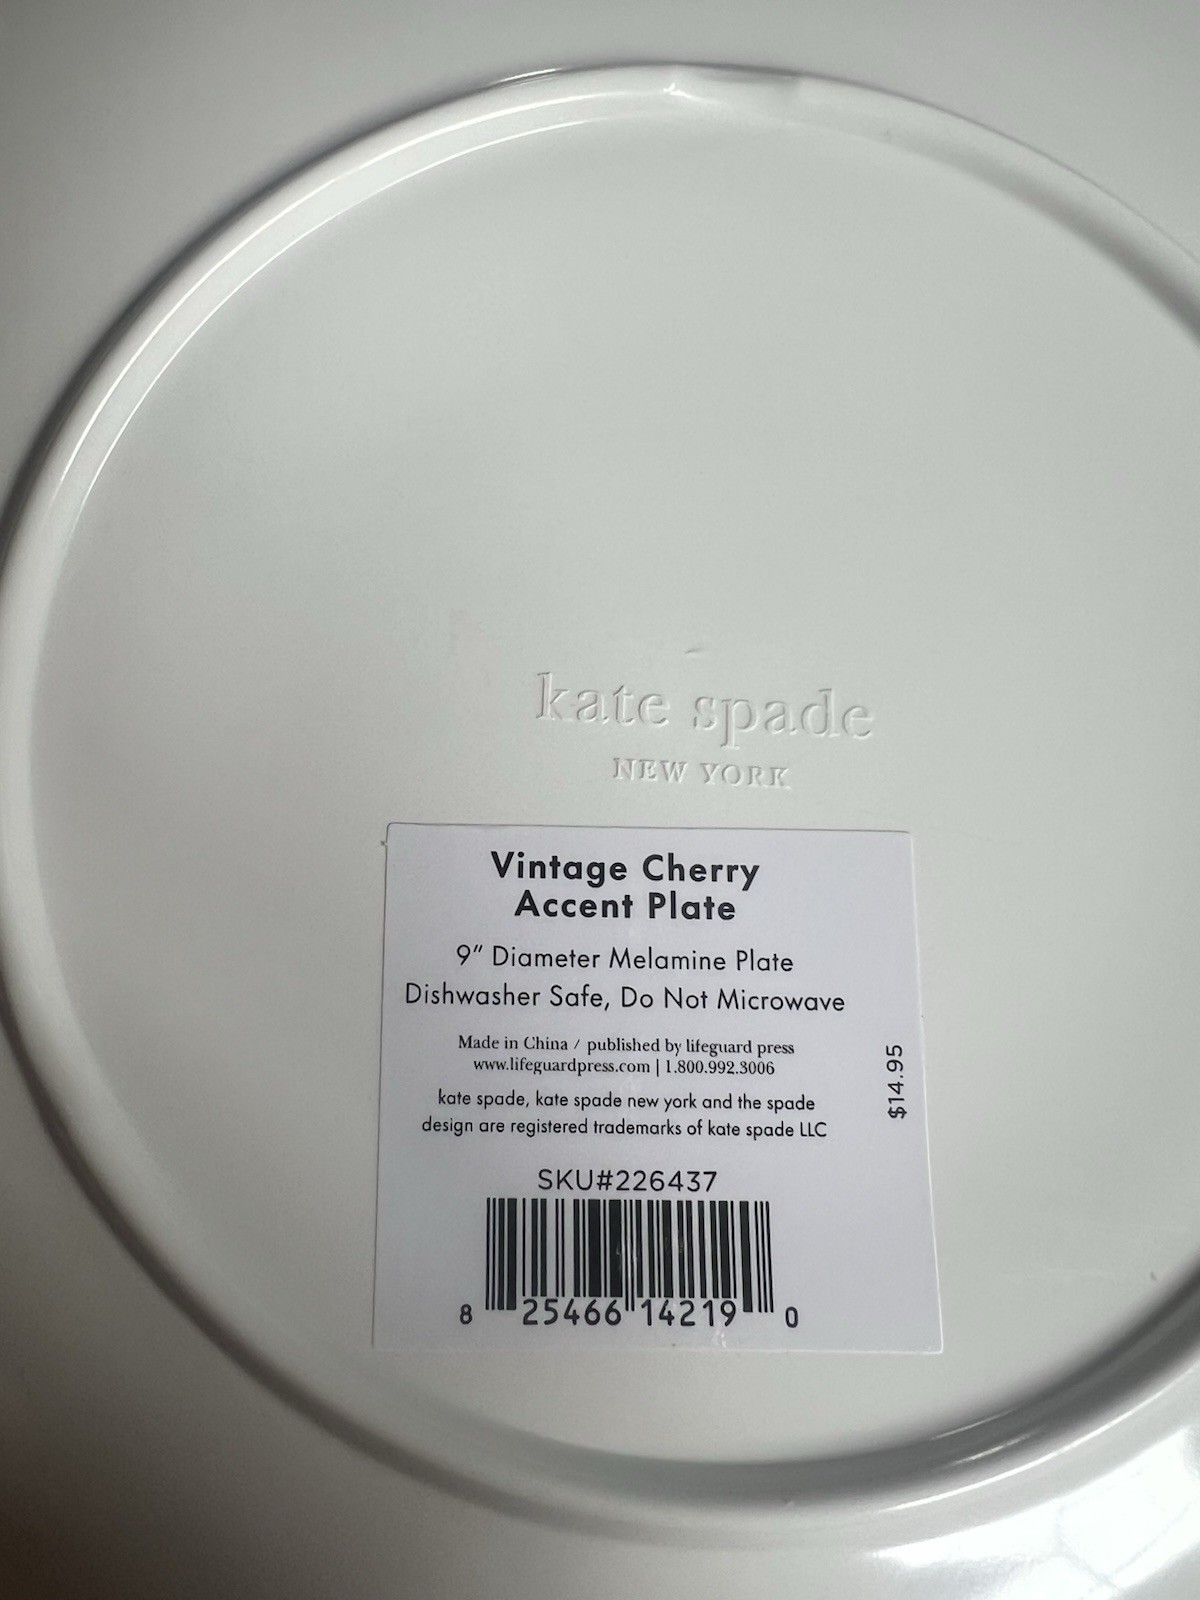 kate spade
NEW YORK
Vintage Cherry
Accent Plate
9" Diameter Melamine Plate
Dishwasher Safe, Do Not Microwave
Made in China / published by lifeguard press
www.lifeguardpress.com | 1.800.992.3006
kate spade, kate spade new york and the spade
design are registered trademarks of kate spade LLC
$14.95
SKU#226437
8 25466 14219 0